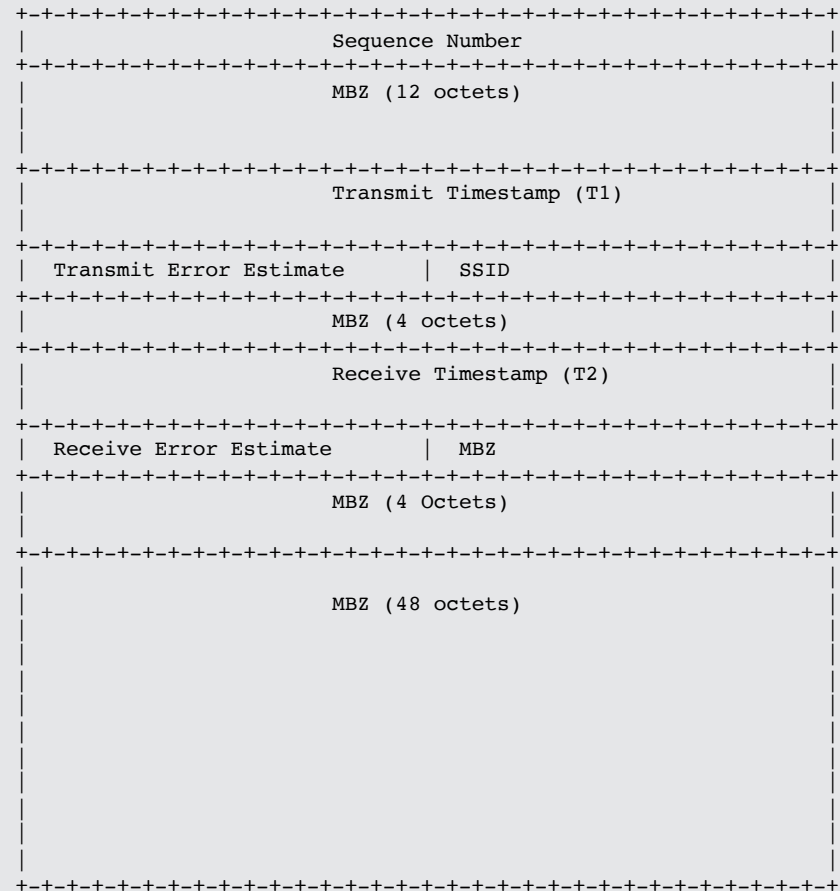 +-+-+-+-+-+-+-+-+-+-+-+-+-+-+-+-+-+-+-+-+-+-+-+-+-+-+-+-+-+-+-+-+
| Sequence Number |
+-+-+-+-+-+-+-+-+-+-+-+-+-+-+-+-+-+-+-+-+-+-+-+-+-+-+-+-+-+-+-+-+
| MBZ (12 octets) |
| |
| |
+-+-+-+-+-+-+-+-+-+-+-+-+-+-+-+-+-+-+-+-+-+-+-+-+-+-+-+-+-+-+-+-+
| Transmit Timestamp (T1) |
| |
+-+-+-+-+-+-+-+-+-+-+-+-+-+-+-+-+-+-+-+-+-+-+-+-+-+-+-+-+-+-+-+-+
| Transmit Error Estimate | SSID |
+-+-+-+-+-+-+-+-+-+-+-+-+-+-+-+-+-+-+-+-+-+-+-+-+-+-+-+-+-+-+-+-+
| MBZ (4 octets) |
+-+-+-+-+-+-+-+-+-+-+-+-+-+-+-+-+-+-+-+-+-+-+-+-+-+-+-+-+-+-+-+-+
| Receive Timestamp (T2) |
| |
+-+-+-+-+-+-+-+-+-+-+-+-+-+-+-+-+-+-+-+-+-+-+-+-+-+-+-+-+-+-+-+-+
| Receive Error Estimate | MBZ |
+-+-+-+-+-+-+-+-+-+-+-+-+-+-+-+-+-+-+-+-+-+-+-+-+-+-+-+-+-+-+-+-+
| MBZ (4 Octets) |
| |
+-+-+-+-+-+-+-+-+-+-+-+-+-+-+-+-+-+-+-+-+-+-+-+-+-+-+-+-+-+-+-+-+
| |
| MBZ (48 octets) |
| |
| |
| |
| |
| |
| |
| |
| |
| |
| |
+-+-+-+-+-+-+-+-+-+-+-+-+-+-+-+-+-+-+-+-+-+-+-+-+-+-+-+-+-+-+-+-+